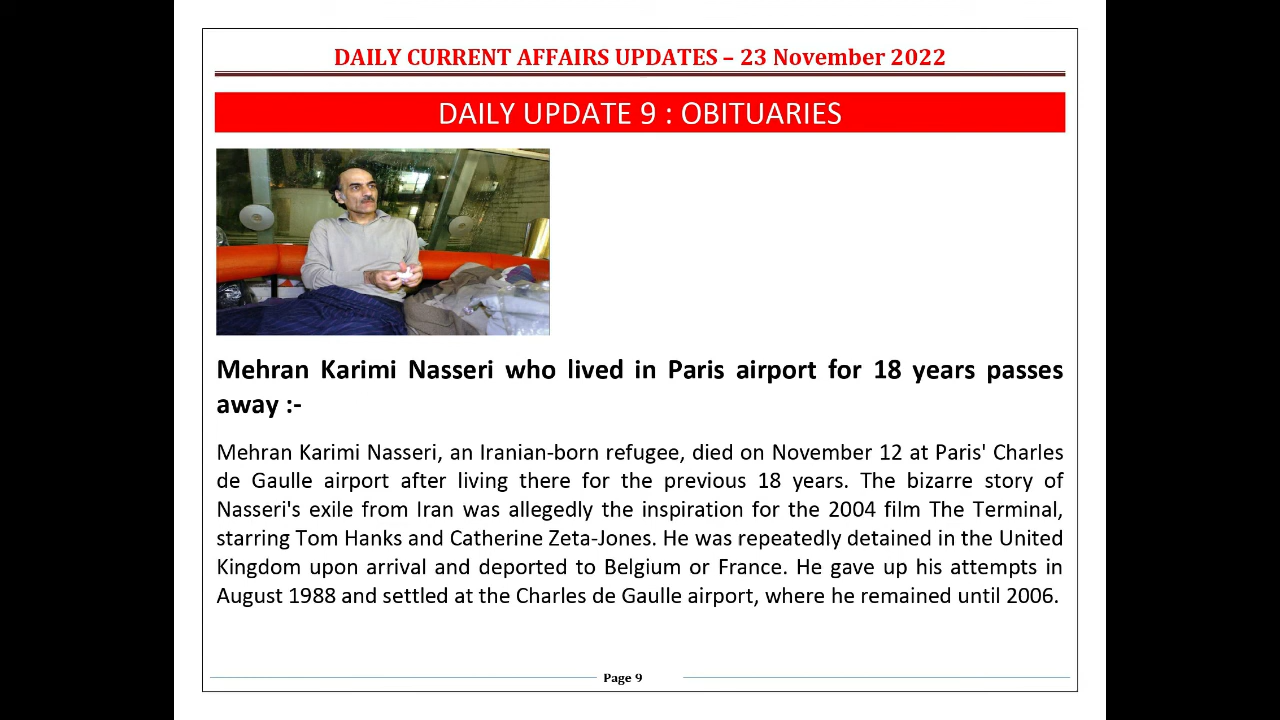 DAILY CURRENT AFFAIRS UPDATES – 23 November 2022
DAILY UPDATE 9 : OBITUARIES
Mehran Karimi Nasseri who lived in Paris airport for 18 years passes
away :-
Mehran Karimi Nasseri, an Iranian-born refugee, died on November 12 at Paris' Charles
de Gaulle airport after living there for the previous 18 years. The bizarre story of
Nasseri's exile from Iran was allegedly the inspiration for the 2004 film The Terminal,
starring Tom Hanks and Catherine Zeta-Jones. He was repeatedly detained in the United
Kingdom upon arrival and deported to Belgium or France. He gave up his attempts in
August 1988 and settled at the Charles de Gaulle airport, where he remained until 2006.
Page 9